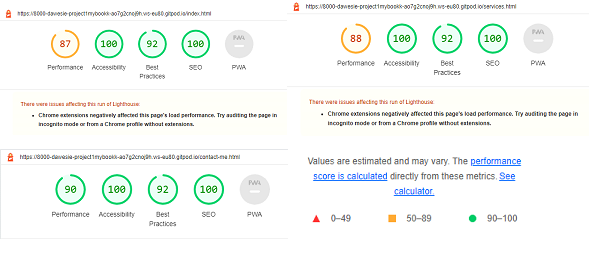 https://8000-dawesie-project1mybookk-ao7g2cnoj9h.ws-eu80.gitpod.io/index.html
87
100
92
100
PWA
Performance
Accessibility
Best
Practices
SEO
PWA
There were issues affecting this run of Lighthouse:
• Chrome extensions negatively affected this page's load performance. Try auditing the page in
incognito mode or from a Chrome profile without extensions.
https://8000-dawesie-project1mybookk-ao7g2cnoj9h.ws-eu80.gitpod.io/contact-me.html
90
100
92
100
PWA
Performance
Accessibility
Best
Practices
SEO
PWA
https://8000-dawesie-project1mybookk-ao7g2cnoj9h.ws-eu80.gitpod.io/services.html
88
100
92
100
PWA
Performance
Accessibility
Best
Practices
SEO
PWA
There were issues affecting this run of Lighthouse:
• Chrome extensions negatively affected this page's load performance. Try auditing the page in
incognito mode or from a Chrome profile without extensions.
Values are estimated and may vary. The performance
score is calculated directly from these metrics. See
calculator.
0–49
50–89
90–100